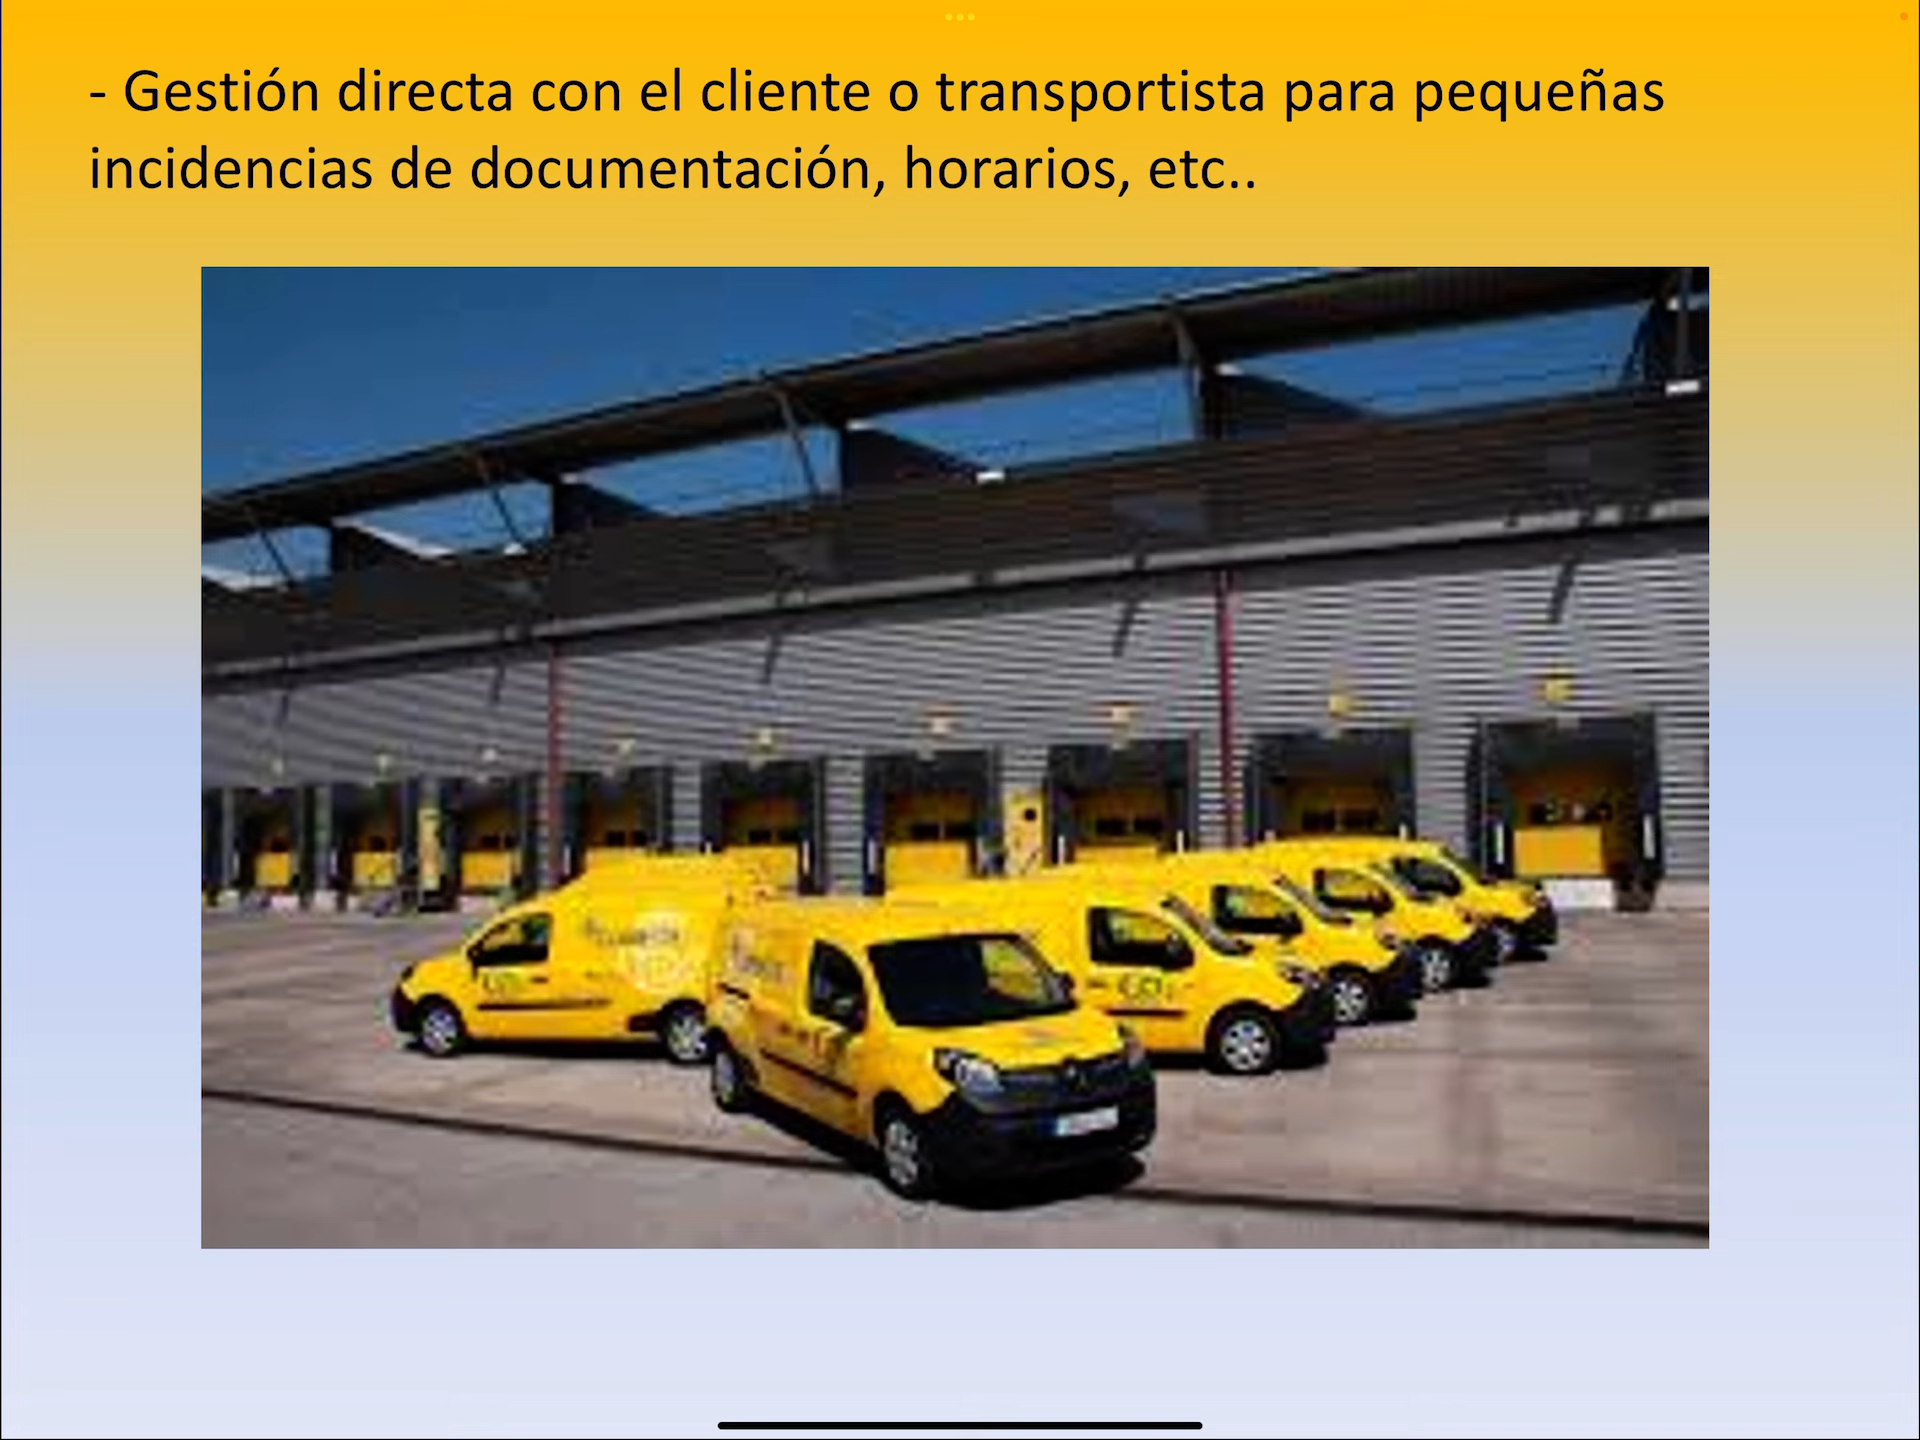 - Gestión directa con el cliente o transportista para pequeñas
incidencias de documentación, horarios, etc..